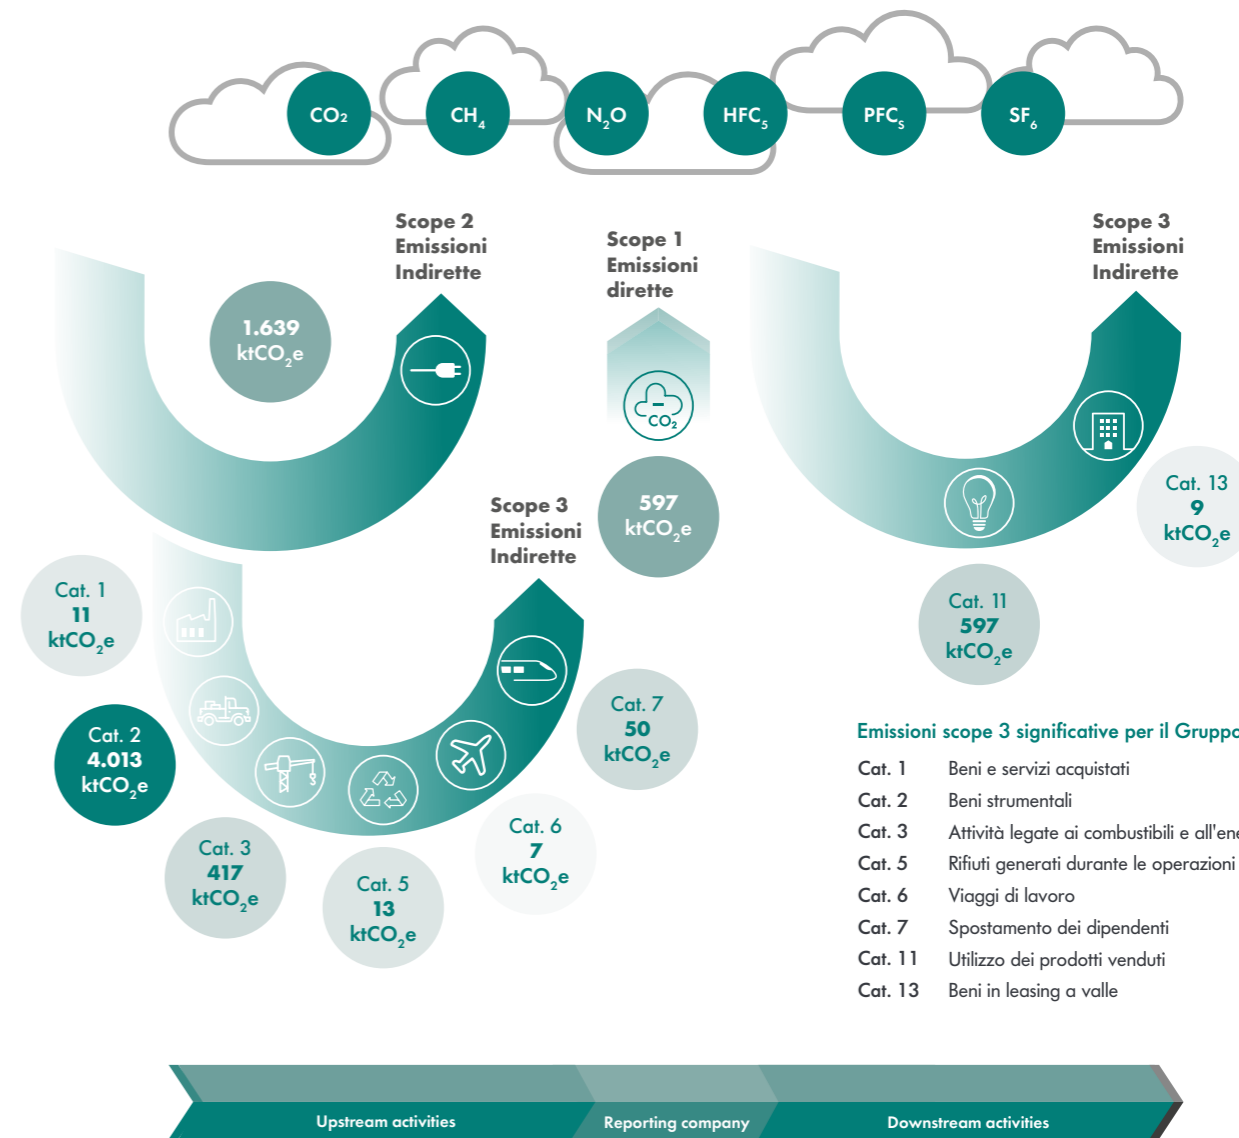 CO₂
CH₄
N₂O
HFC₅
PFCₛ
SF₆
Scope 2
Emissioni
Indirette
1.639
ktCO₂e
Scope 1
Emissioni
dirette
CO₂
597
ktCO₂e
Scope 3
Emissioni
Indirette
Cat. 13
9
ktCO₂e
Cat. 11
597
ktCO₂e
Scope 3
Emissioni
Indirette
Cat. 1
11
ktCO₂e
Cat. 2
4.013
ktCO₂e
Cat. 3
417
ktCO₂e
Cat. 5
13
ktCO₂e
Cat. 6
7
ktCO₂e
Cat. 7
50
ktCO₂e
Emissioni scope 3 significative per il Gruppo
Cat. 1 Beni e servizi acquistati
Cat. 2 Beni strumentali
Cat. 3 Attività legate ai combustibili e
Cat. 5 Rifiuti generati durante le operazioni
Cat. 6 Viaggi di lavoro
Cat. 7 Spostamento dei dipendenti
Cat. 11 Utilizzo dei prodotti venduti
Cat. 13 Beni in leasing a valle
Upstream activities
Reporting company
Downstream activities